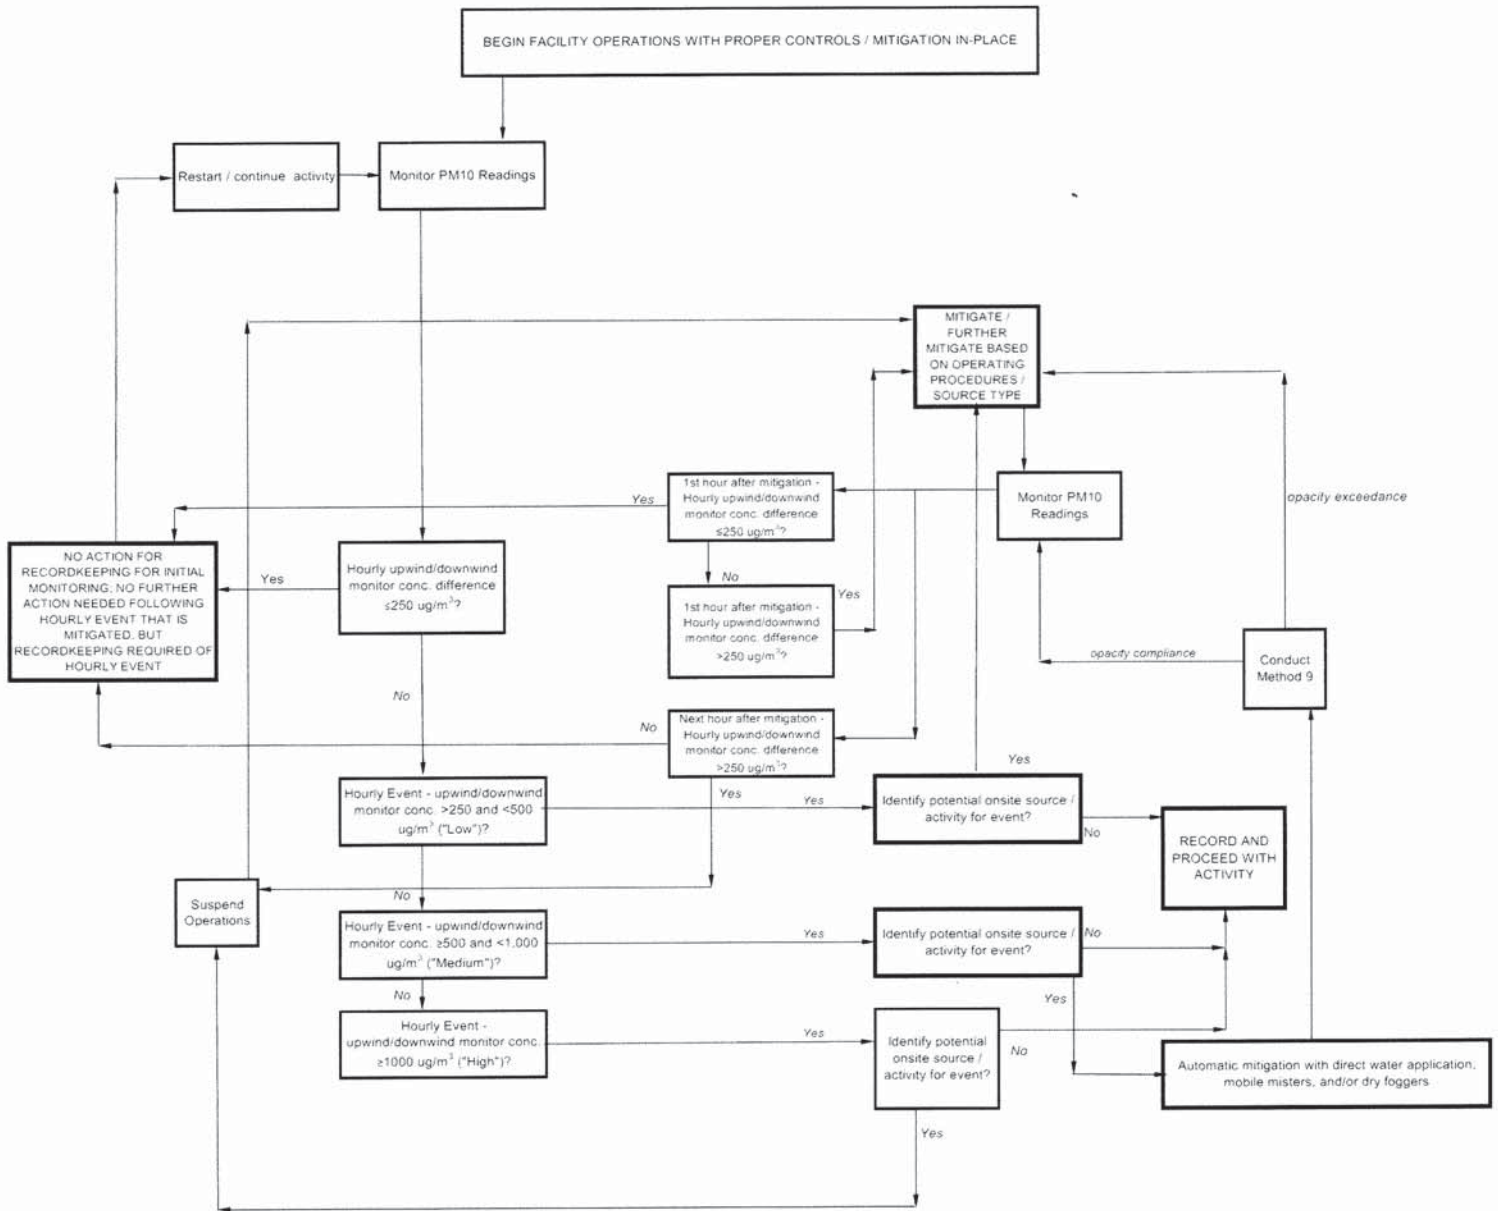 BEGIN FACILITY OPERATIONS WITH PROPER CONTROLS / MITIGATION IN-PLACE
Restart / continue activity
Monitor PM10 Readings
MITIGATE /
FURTHER
MITIGATE BASED
ON OPERATING
PROCEDURES /
SOURCE TYPE
1st hour after mitigation -
Hourly upwind/downwind
monitor conc. difference
≤250 ug/m³?
Yes
Monitor PM10
Readings
opacity exceedance
NO ACTION FOR
RECORDKEEPING FOR INITIAL
MONITORING. NO FURTHER
ACTION NEEDED FOLLOWING
HOURLY EVENT THAT IS
MITIGATED, BUT
RECORDKEEPING REQUIRED OF
HOURLY EVENT
Yes
Hourly upwind/downwind
monitor conc. difference
≤250 ug/m³?
No
1st hour after mitigation -
Hourly upwind/downwind
monitor conc. difference
>250 ug/m³?
Yes
opacity compliance
Conduct
Method 9
No
No
Next hour after mitigation -
Hourly upwind/downwind
monitor conc. difference
>250 ug/m³?
Yes
Yes
Hourly Event - upwind/downwind
monitor conc. >250 and <500
ug/m³ ("Low")?
Yes
Identify potential onsite source /
activity for event?
No
RECORD AND
PROCEED WITH
ACTIVITY
Suspend
Operations
No
Hourly Event - upwind/downwind
monitor conc. ≥500 and <1,000
ug/m³ ("Medium")?
Yes
Identify potential onsite source /
activity for event?
No
No
Yes
Hourly Event -
upwind/downwind monitor conc.
≥1000 ug/m³ ("High")?
Yes
Identify potential
onsite source /
activity for event?
No
Automatic mitigation with direct water application,
mobile misters, and/or dry foggers
Yes